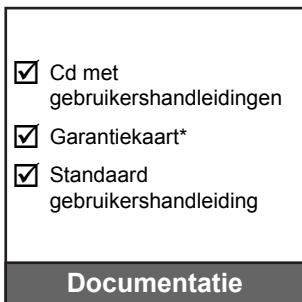 Cd met
gebruikershandleidingen
Garantiekaart*
Standaard
gebruikershandleiding
Documentatie